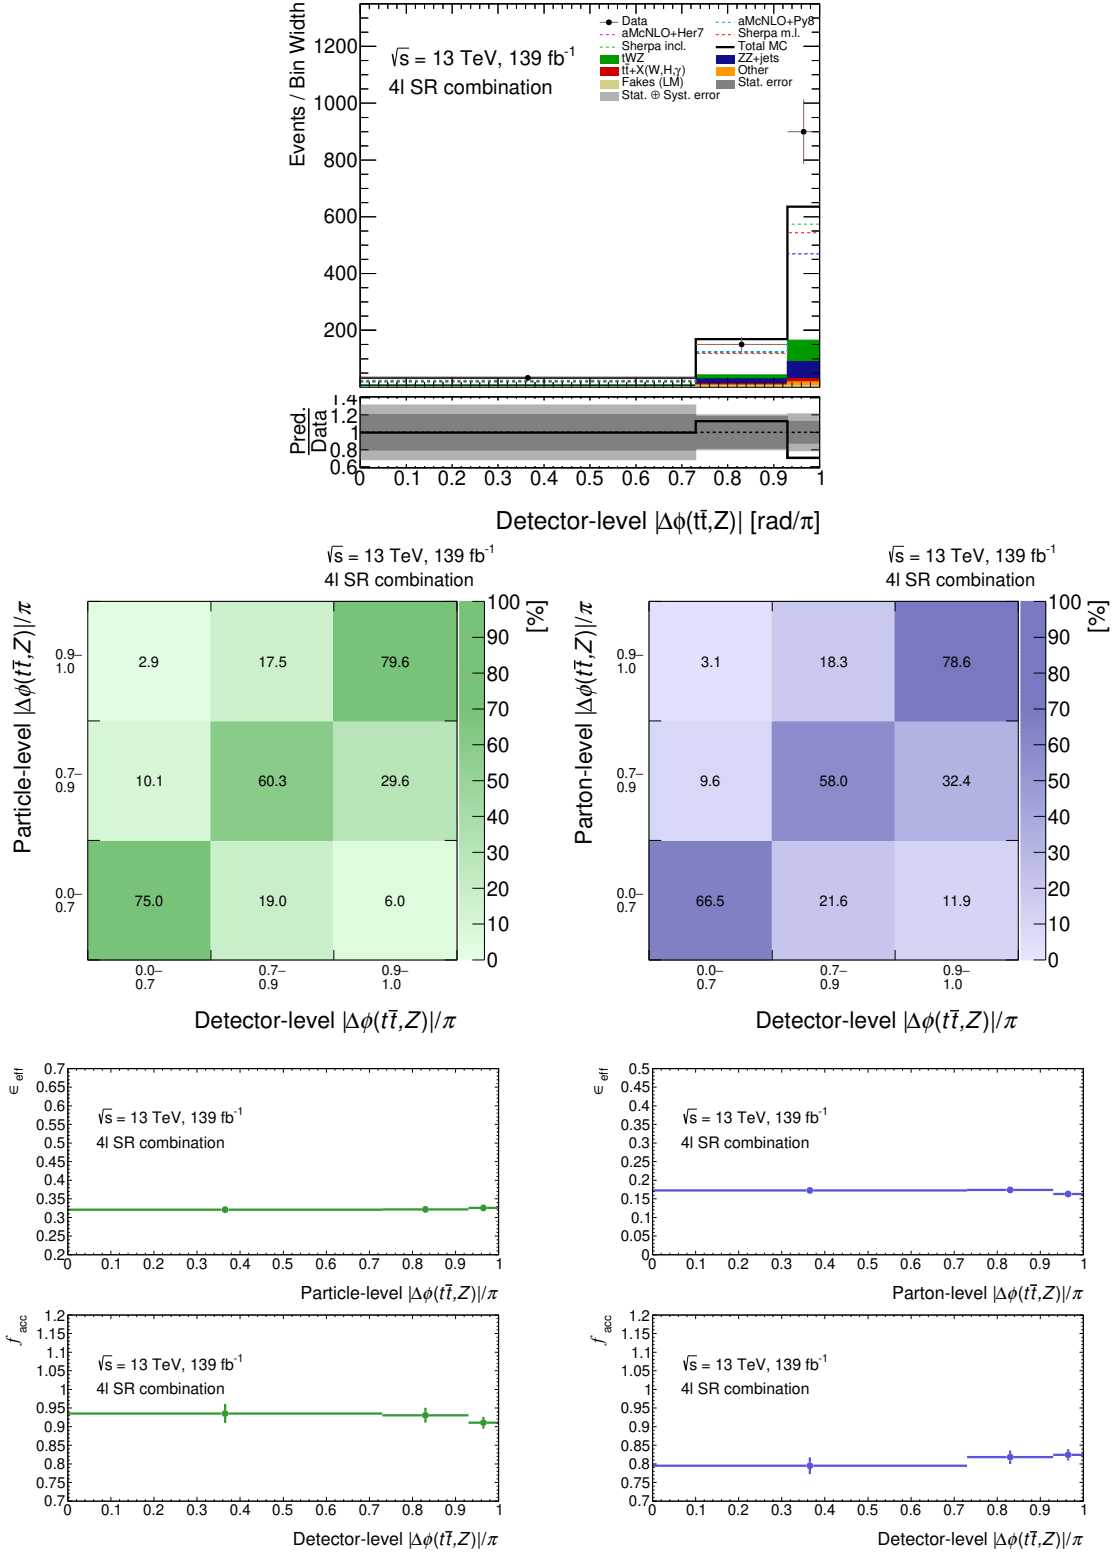 Events / Bin Width
1200
1000
800
600
400
200
√s = 13 TeV, 139 fb-1
4l SR combination
Data
aMcNLO+Py8
aMcNLO+Her7
Sherpa m.l.
Sherpa incl.
Total MC
tWZ
ZZ+jets
tt̄+X(W,H,γ)
Other
Fakes (LM)
Stat. error
Stat. ⊕ Syst. error
Pred.
Data
1.4
1.2
1
0.8
0.6
0 0.1 0.2 0.3 0.4 0.5 0.6 0.7 0.8 0.9 1
Detector-level |Δϕ(tt̄,Z)| [rad/π]
√s = 13 TeV, 139 fb-1
4l SR combination
Particle-level |Δϕ(tt̄,Z)|/π
0.9–
1.0
2.9 17.5 79.6
0.7–
0.9
10.1 60.3 29.6
0.0–
0.7
75.0 19.0 6.0
0.0–
0.7
0.7–
0.9
0.9–
1.0
100
90
80
70
60
50
40
30
20
10
0
[%]
Detector-level |Δϕ(tt̄,Z)|/π
√s = 13 TeV, 139 fb-1
4l SR combination
Parton-level |Δϕ(tt̄,Z)|/π
0.9–
1.0
3.1 18.3 78.6
0.7–
0.9
9.6 58.0 32.4
0.0–
0.7
66.5 21.6 11.9
0.0–
0.7
0.7–
0.9
0.9–
1.0
100
90
80
70
60
50
40
30
20
10
0
[%]
Detector-level |Δϕ(tt̄,Z)|/π
ϵ eff
0.7
0.65
0.6
0.55
0.5
0.45
0.4
0.35
0.3
0.25
0.2
√s = 13 TeV, 139 fb-1
4l SR combination
0 0.1 0.2 0.3 0.4 0.5 0.6 0.7 0.8 0.9 1
Particle-level |Δϕ(tt̄,Z)|/π
ϵ eff
0.5
0.45
0.4
0.35
0.3
0.25
0.2
0.15
0.1
0.05
0
√s = 13 TeV, 139 fb-1
4l SR combination
0 0.1 0.2 0.3 0.4 0.5 0.6 0.7 0.8 0.9 1
Parton-level |Δϕ(tt̄,Z)|/π
f acc
1.2
1.15
1.1
1.05
1
0.95
0.9
0.85
0.8
0.75
0.7
√s = 13 TeV, 139 fb-1
4l SR combination
0 0.1 0.2 0.3 0.4 0.5 0.6 0.7 0.8 0.9 1
Detector-level |Δϕ(tt̄,Z)|/π
f acc
1.2
1.15
1.1
1.05
1
0.95
0.9
0.85
0.8
0.75
0.7
√s = 13 TeV, 139 fb-1
4l SR combination
0 0.1 0.2 0.3 0.4 0.5 0.6 0.7 0.8 0.9 1
Detector-level |Δϕ(tt̄,Z)|/π